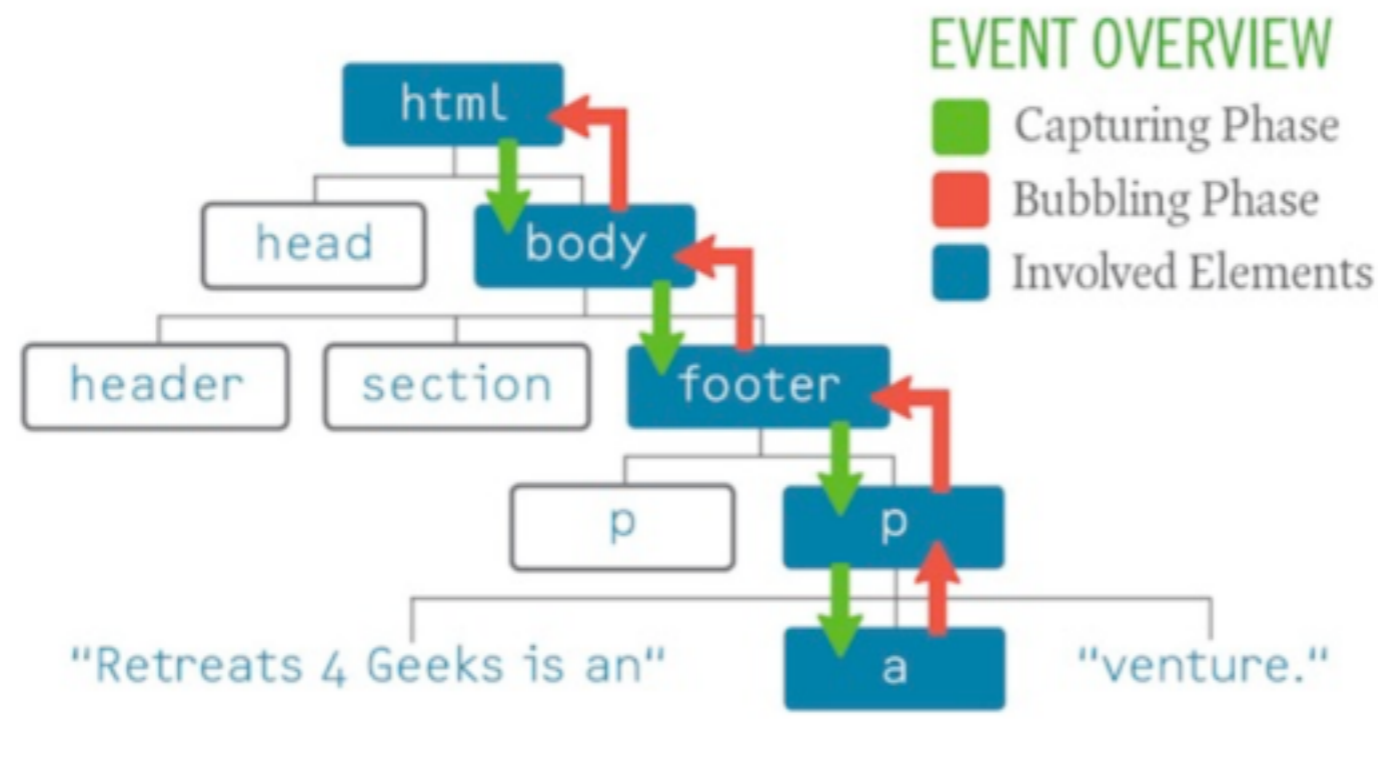 EVENT OVERVIEW
Capturing Phase
Bubbling Phase
Involved Elements
html
head
body
header
section
footer
p
p
"Retreats 4 Geeks is an"
a
"venture."